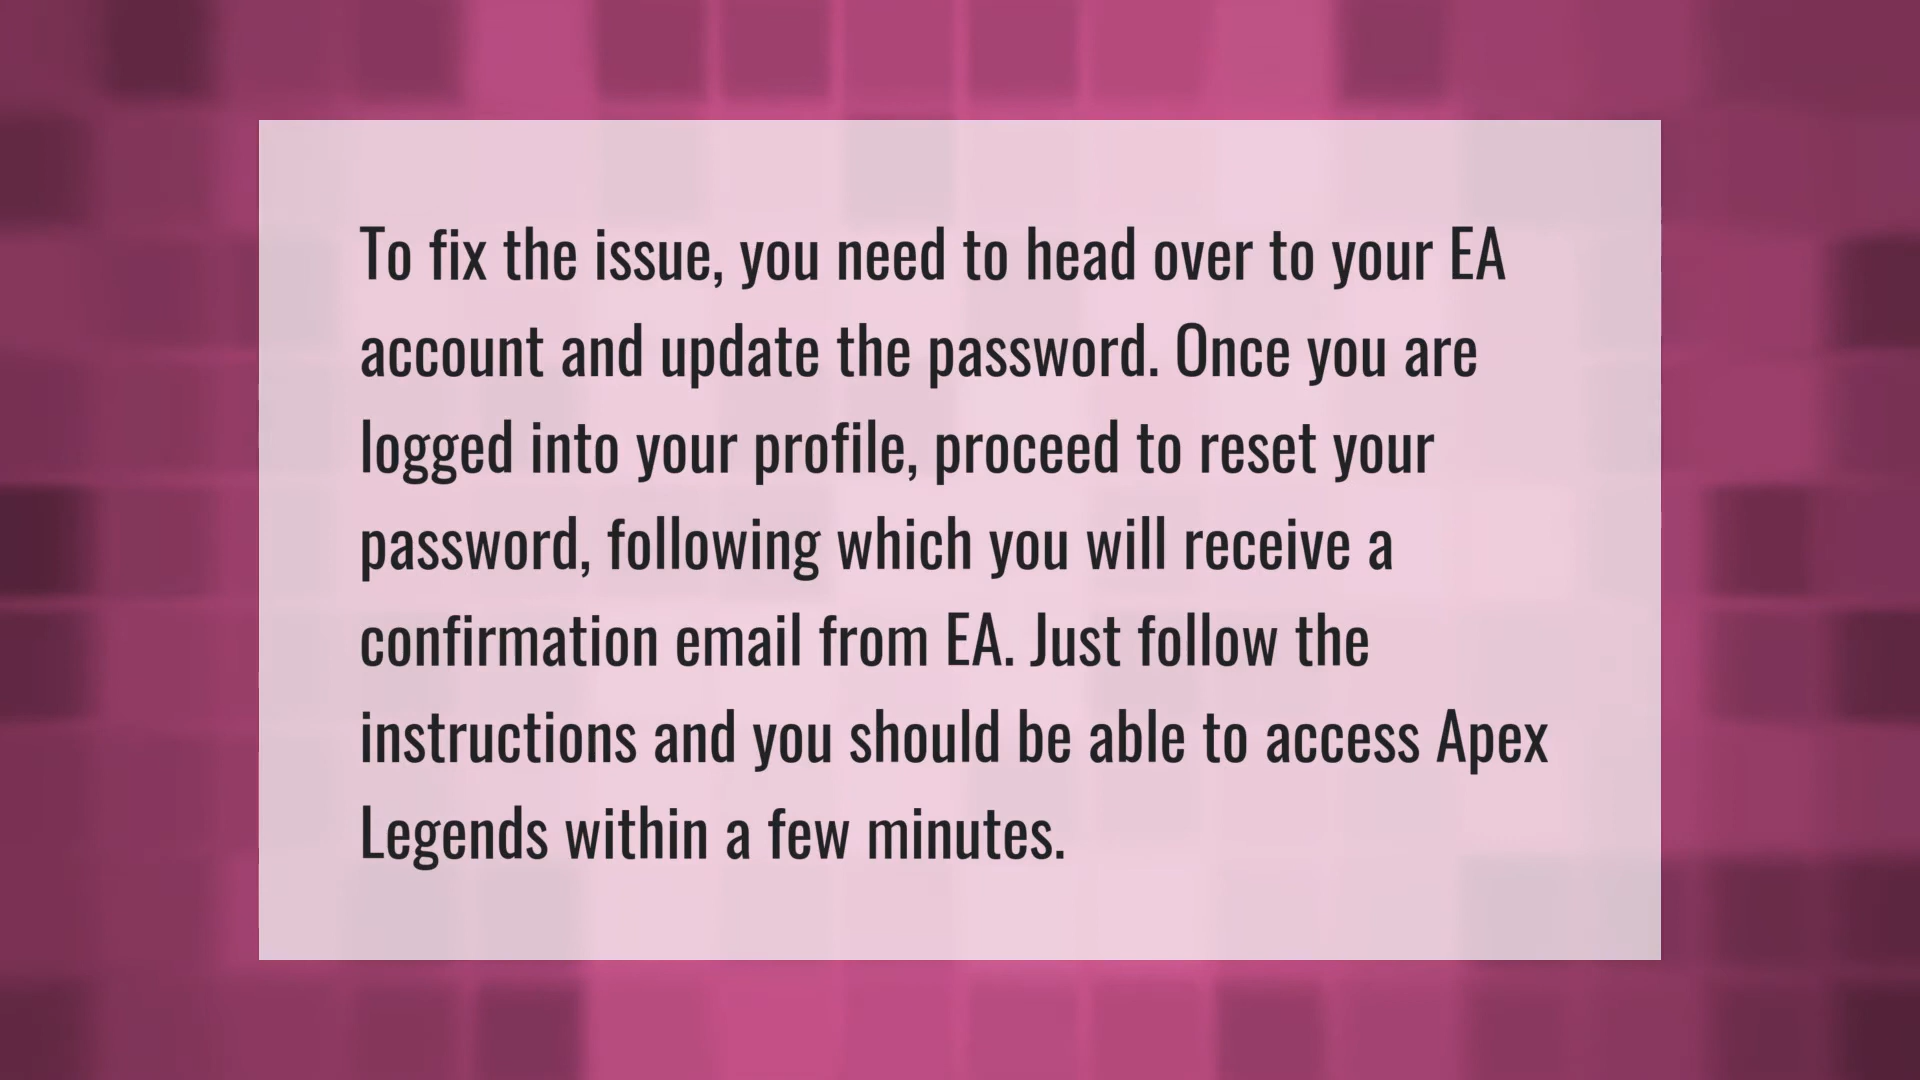 To fix the issue, you need to head over to your EA
account and update the password. Once you are
logged into your profile, proceed to reset your
password, following which you will receive a
confirmation email from EA. Just follow the
instructions and you should be able to access Apex
Legends within a few minutes.